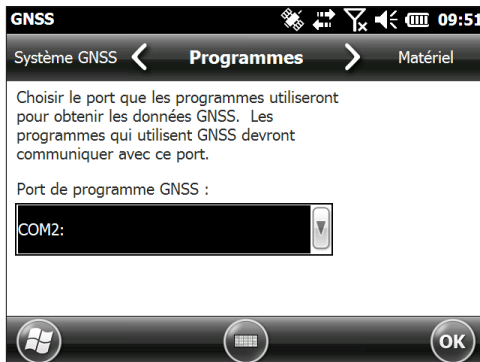 GNSS 09:51
Système GNSS Programmes Matériel
Choisir le port que les programmes utiliseront
pour obtenir les données GNSS. Les
programmes qui utilisent GNSS devront
communiquer avec ce port.
Port de programme GNSS :
COM2:
OK